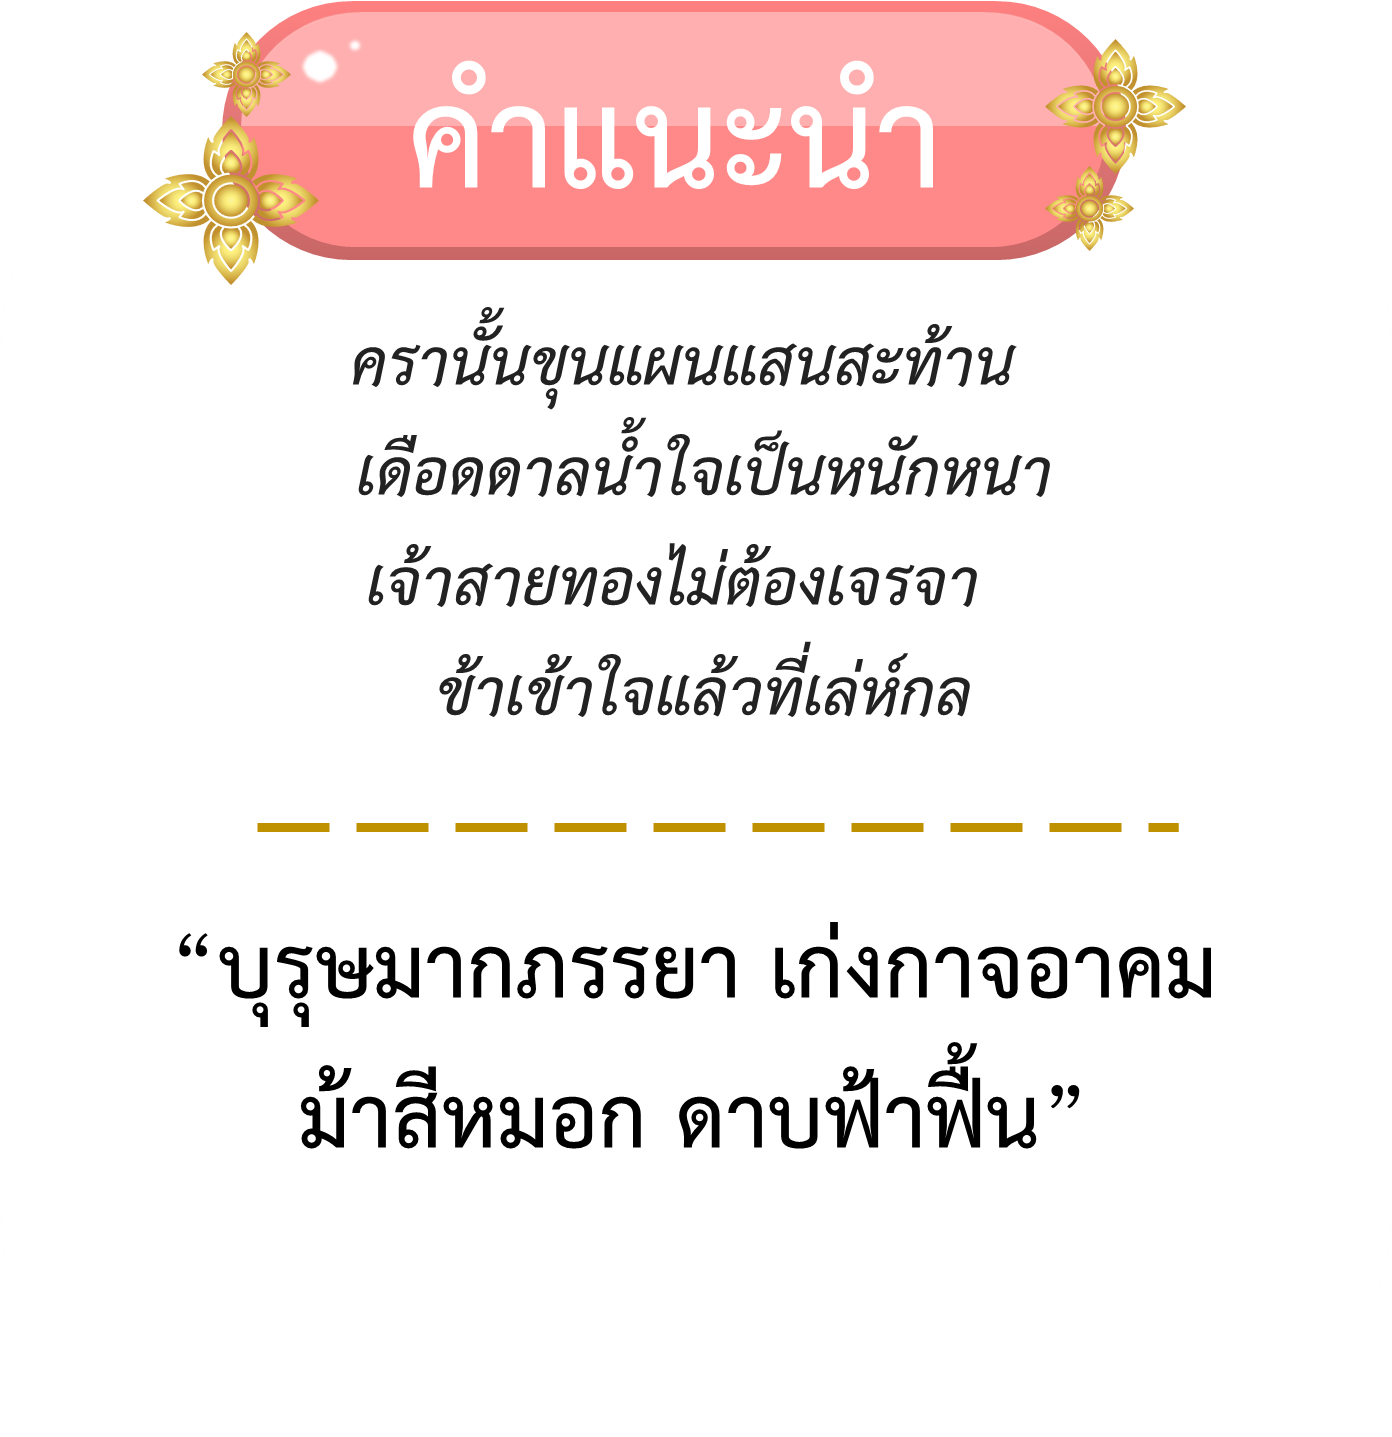 คำแนะนำ
ครานั้นขุนแผนแสนสะท้าน
เดือดดาลน้ำใจเป็นหนักหนา
เจ้าสายทองไม่ต้องเจรจา
ข้าเข้าใจแล้วที่เล่ห์กล
“บุรุษมากภรรยา เก่งกาจอาคม
ม้าสีหมอก ดาบฟ้าฟื้น”